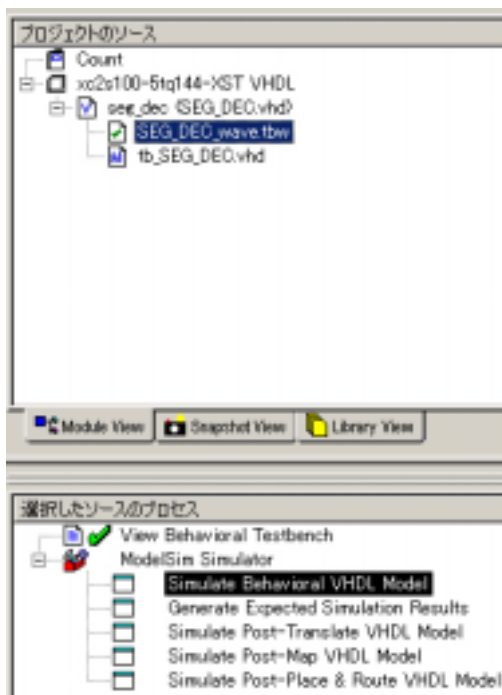 プロジェクトのソース
Count
xc2s100-5tq144-XST VHDL
seg_dec (SEG_DEC.vhd)
SEG_DEC_wave.tbw
tb_SEG_DEC.vhd
Module View Snapshot View Library View
選択したソースのプロセス
View Behavioral Testbench
ModelSim Simulator
Simulate Behavioral VHDL Model
Generate Expected Simulation Results
Simulate Post-Translate VHDL Model
Simulate Post-Map VHDL Model
Simulate Post-Place & Route VHDL Model